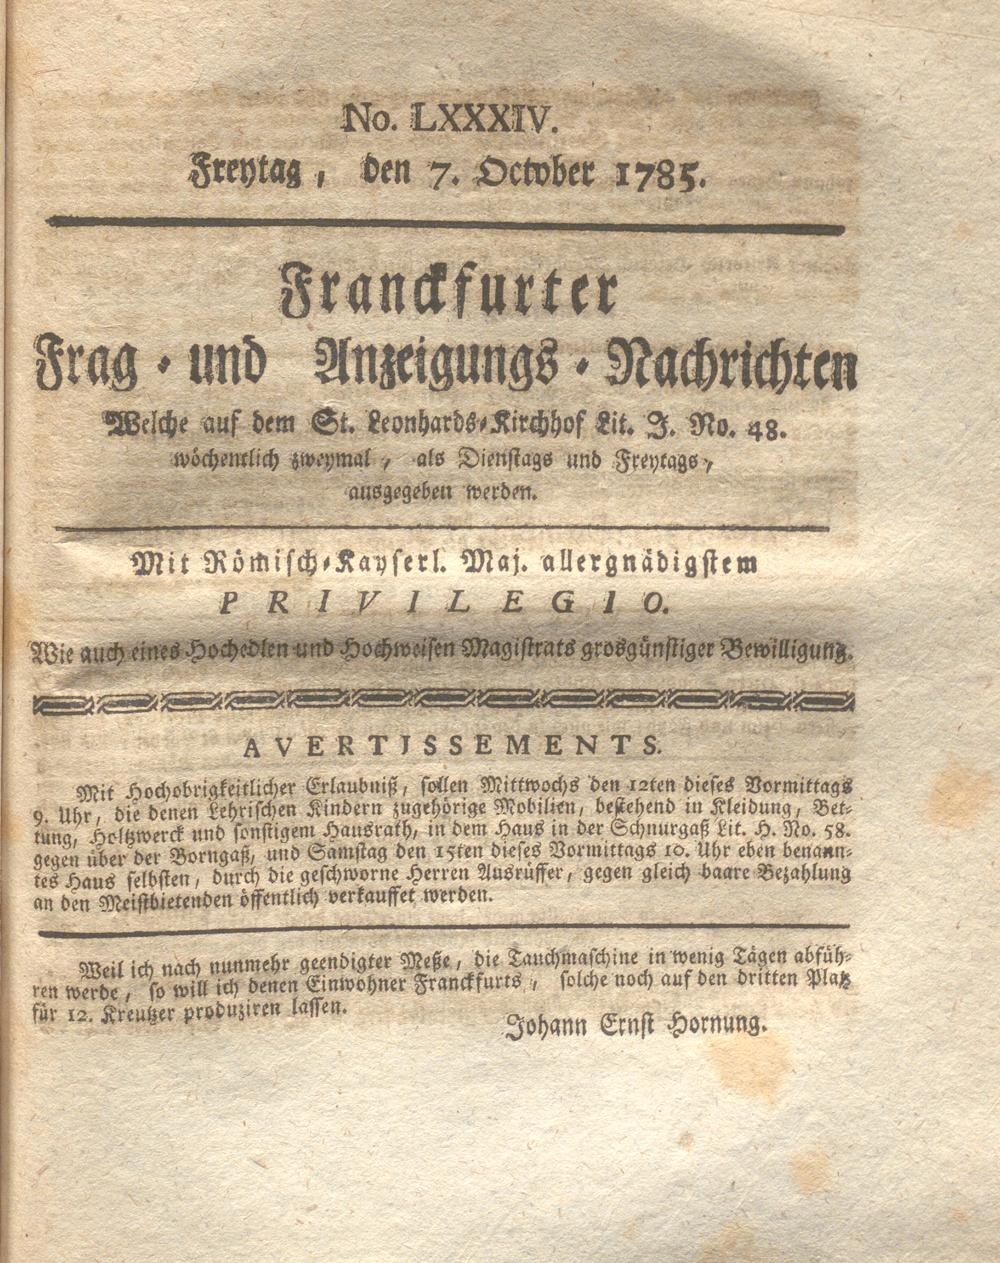 No. LXXXIV.
Freytag, den 7. October 1785.
Franckfurter
Frag- und Anzeigungs-Nachrichten
Welche auf dem St. Leonhards-Kirchhof Lit. J. No. 48.
wöchentlich zweymal, als Dienstags und Freytags,
ausgegeben werden.
Mit Römisch-Kayserl. Maj. allergnädigstem
PRIVILEGIO.
Wie auch eines Hochedlen und Hochweisen Magistrats grosgünstiger Bewilligung.
AVERTISSEMENTS.
Mit Hochobrigkeitlicher Erlaubniß, sollen Mittwochs den 12ten dieses Vormittags
9. Uhr, die denen Lehrischen Kindern zugehörige Mobilien, bestehend in Kleidung, Bet-
tung, Holtzwerck und sonstigem Hausrath, in dem Haus in der Schnurgaß Lit. H. No. 58.
gegen über der Borngaß, und Samstag den 15ten dieses Vormittags 10. Uhr eben benann-
tes Haus selbsten, durch die geschworne Herren Ausrüffer, gegen gleich baare Bezahlung
an den Meistbietenden öffentlich verkauffet werden.
Weil ich nach nunmehr geendigter Meße, die Tauchmaschine in wenig Tägen abfüh-
ren werde, so will ich denen Einwohner Franckfurts, solche noch auf den dritten Platz
für 12. Kreutzer produziren lassen.
Johann Ernst Hornung.